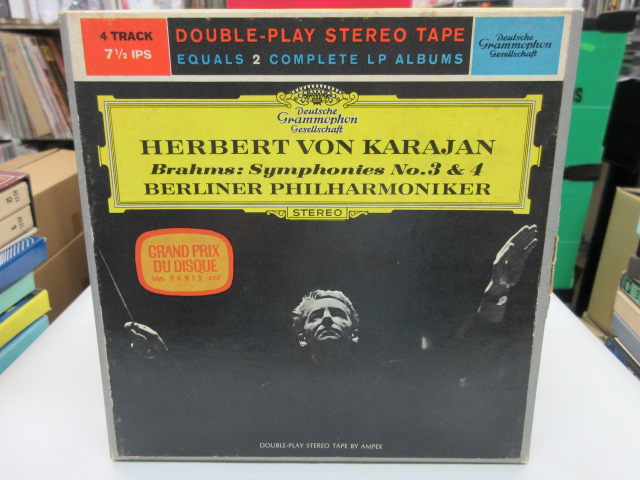 4 TRACK
7 1/2 IPS
DOUBLE-PLAY STEREO TAPE
EQUALS 2 COMPLETE LP ALBUMS
Deutsche
Grammophon
Gesellschaft
Deutsche
Grammophon
Gesellschaft
HERBERT VON KARAJAN
Brahms: Symphonies No.3 & 4
BERLINER PHILHARMONIKER
STEREO
GRAND PRIX
DU DISQUE
PARIS
DOUBLE-PLAY STEREO TAPE BY AMPEX